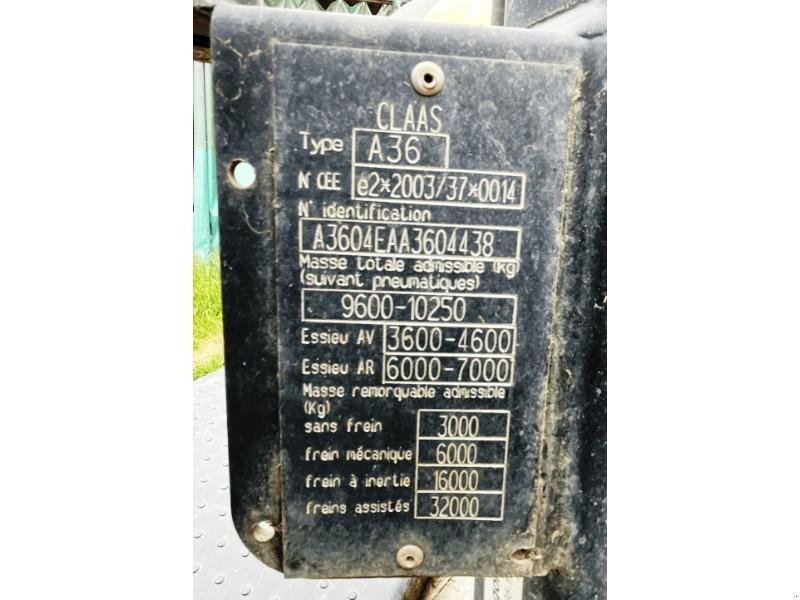 CLAAS
Type A36
N° CEE e2*2003/37*0014
N° identification
A3604EAA3604438
Masse totale admissible (kg)
(suivant pneumatiques)
9600-10250
Essieu AV 3600-4600
Essieu AR 6000-7000
Masse remorquable admissible
(Kg)
sans frein 3000
frein mécanique 6000
frein à inertie 16000
freins assistés 32000